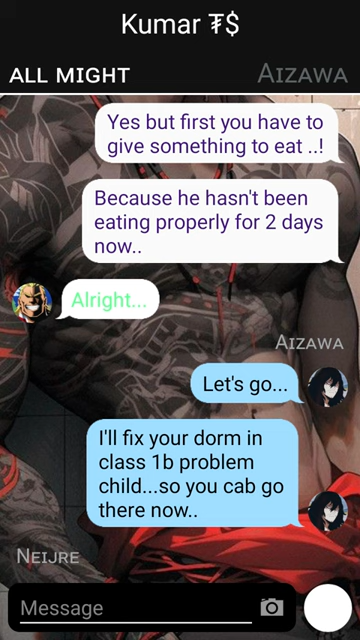 Kumar ₮$
ALL MIGHT
AIZAWA
Yes but first you have to
give something to eat ..!
Because he hasn't been
eating properly for 2 days
now..
Alright...
AIZAWA
Let's go...
I'll fix your dorm in
class 1b problem
child...so you cab go
there now..
NEIJRE
Message